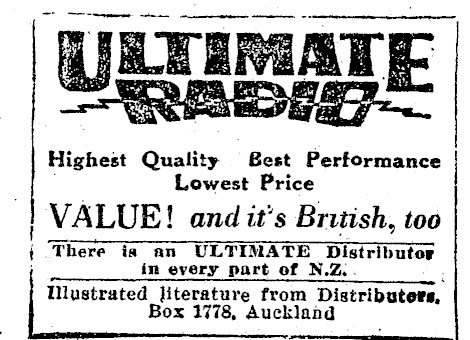 ULTIMATE
RADIO
Highest Quality Best Performance
Lowest Price
VALUE! and it's British, too
There is an ULTIMATE Distributor
in every part of N.Z.
Illustrated literature from Distributors,
Box 1778, Auckland